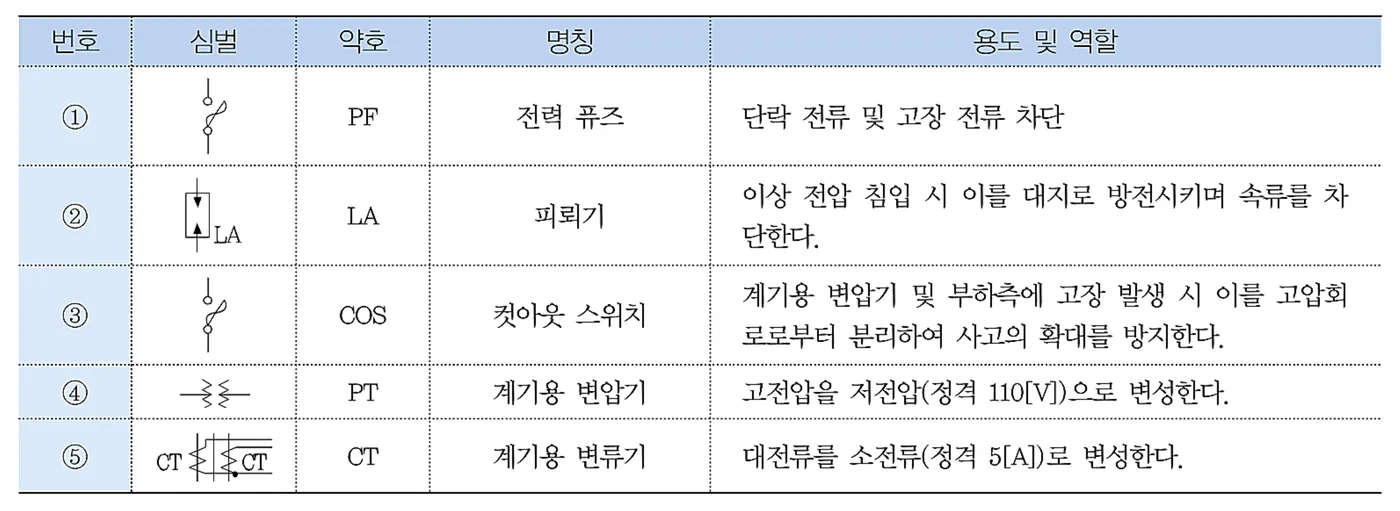 번호 심벌 약호 명칭 용도 및 역할
① PF 전력 퓨즈 단락 전류 및 고장 전류 차단
② LA LA 피뢰기 이상 전압 침입 시 이를 대지로 방전시키며 속류를 차
단한다.
③ COS 컷아웃 스위치 계기용 변압기 및 부하측에 고장 발생 시 이를 고압회
로로부터 분리하여 사고의 확대를 방지한다.
④ PT 계기용 변압기 고전압을 저전압(정격 110[V])으로 변성한다.
⑤ CT CT CT 계기용 변류기 대전류를 소전류(정격 5[A])로 변성한다.